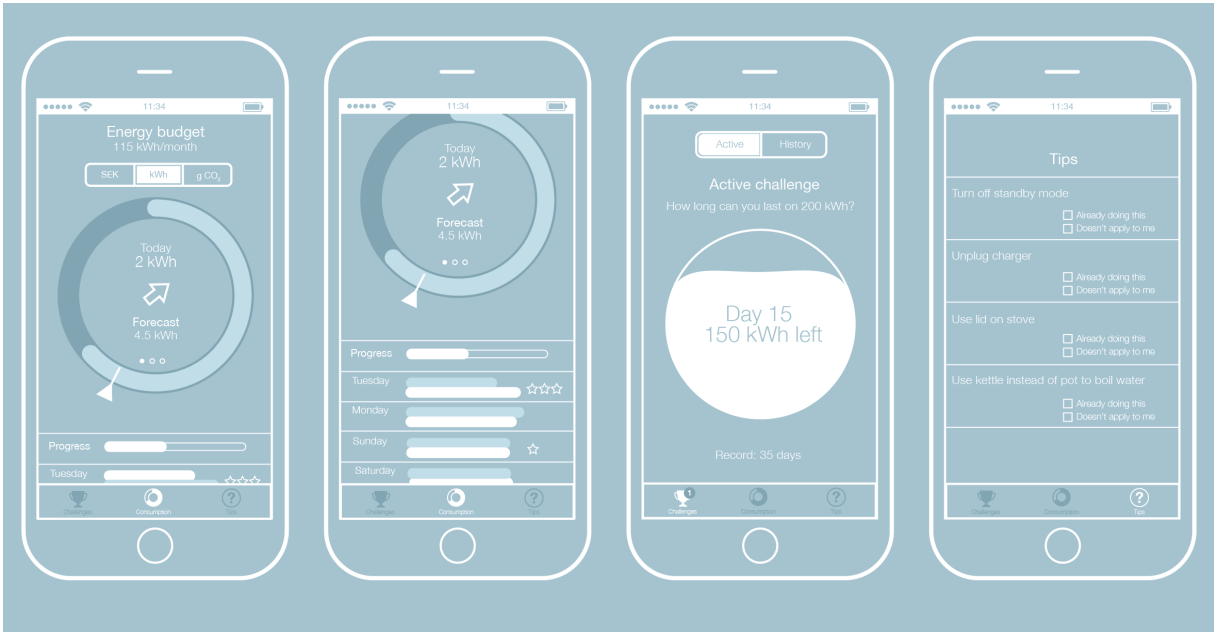 11:34
Energy budget
115 kWh/month
SEK
kWh
g CO₂
Today
2 kWh
Forecast
4.5 kWh
Progress
Tuesday
Challenges
Consumption
Tips
11:34
Today
2 kWh
Forecast
4.5 kWh
Progress
Tuesday
Monday
Sunday
Saturday
Challenges
Consumption
Tips
11:34
Active
History
Active challenge
How long can you last on 200 kWh?
Day 15
150 kWh left
Record: 35 days
1
Challenges
Consumption
Tips
11:34
Tips
Turn off standby mode
Already doing this
Doesn't apply to me
Unplug charger
Already doing this
Doesn't apply to me
Use lid on stove
Already doing this
Doesn't apply to me
Use kettle instead of pot to boil water
Already doing this
Doesn't apply to me
Challenges
Consumption
Tips